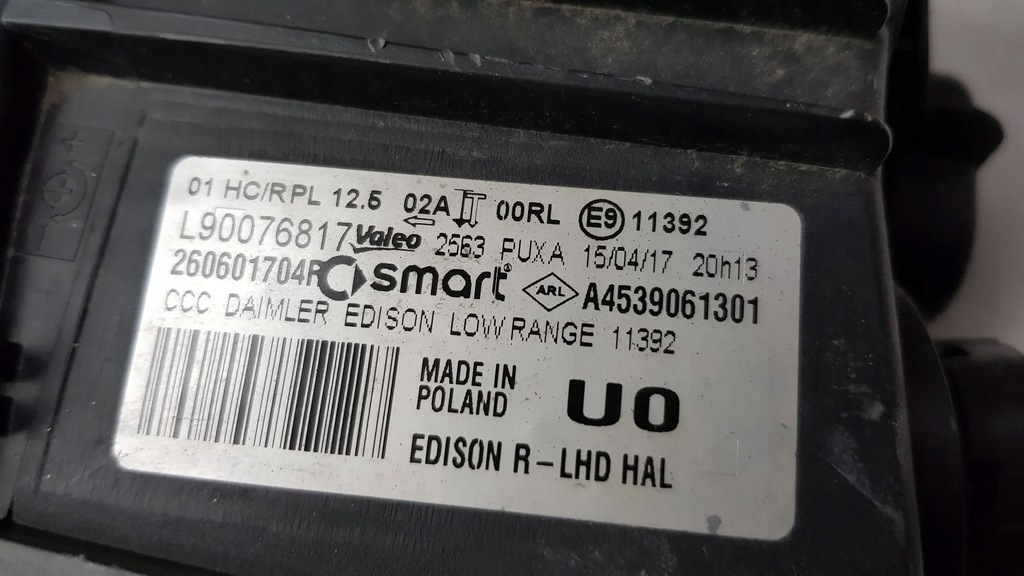 01 HC/R PL 12.5 02A 00RL E9 11392
L90076817 Valeo 2563 PUXA 15/04/17 20h13
260601704R smart® ARL A4539061301
CCC DAIMLER EDISON LOW RANGE 11392
MADE IN
POLAND
U0
EDISON R-LHD HAL